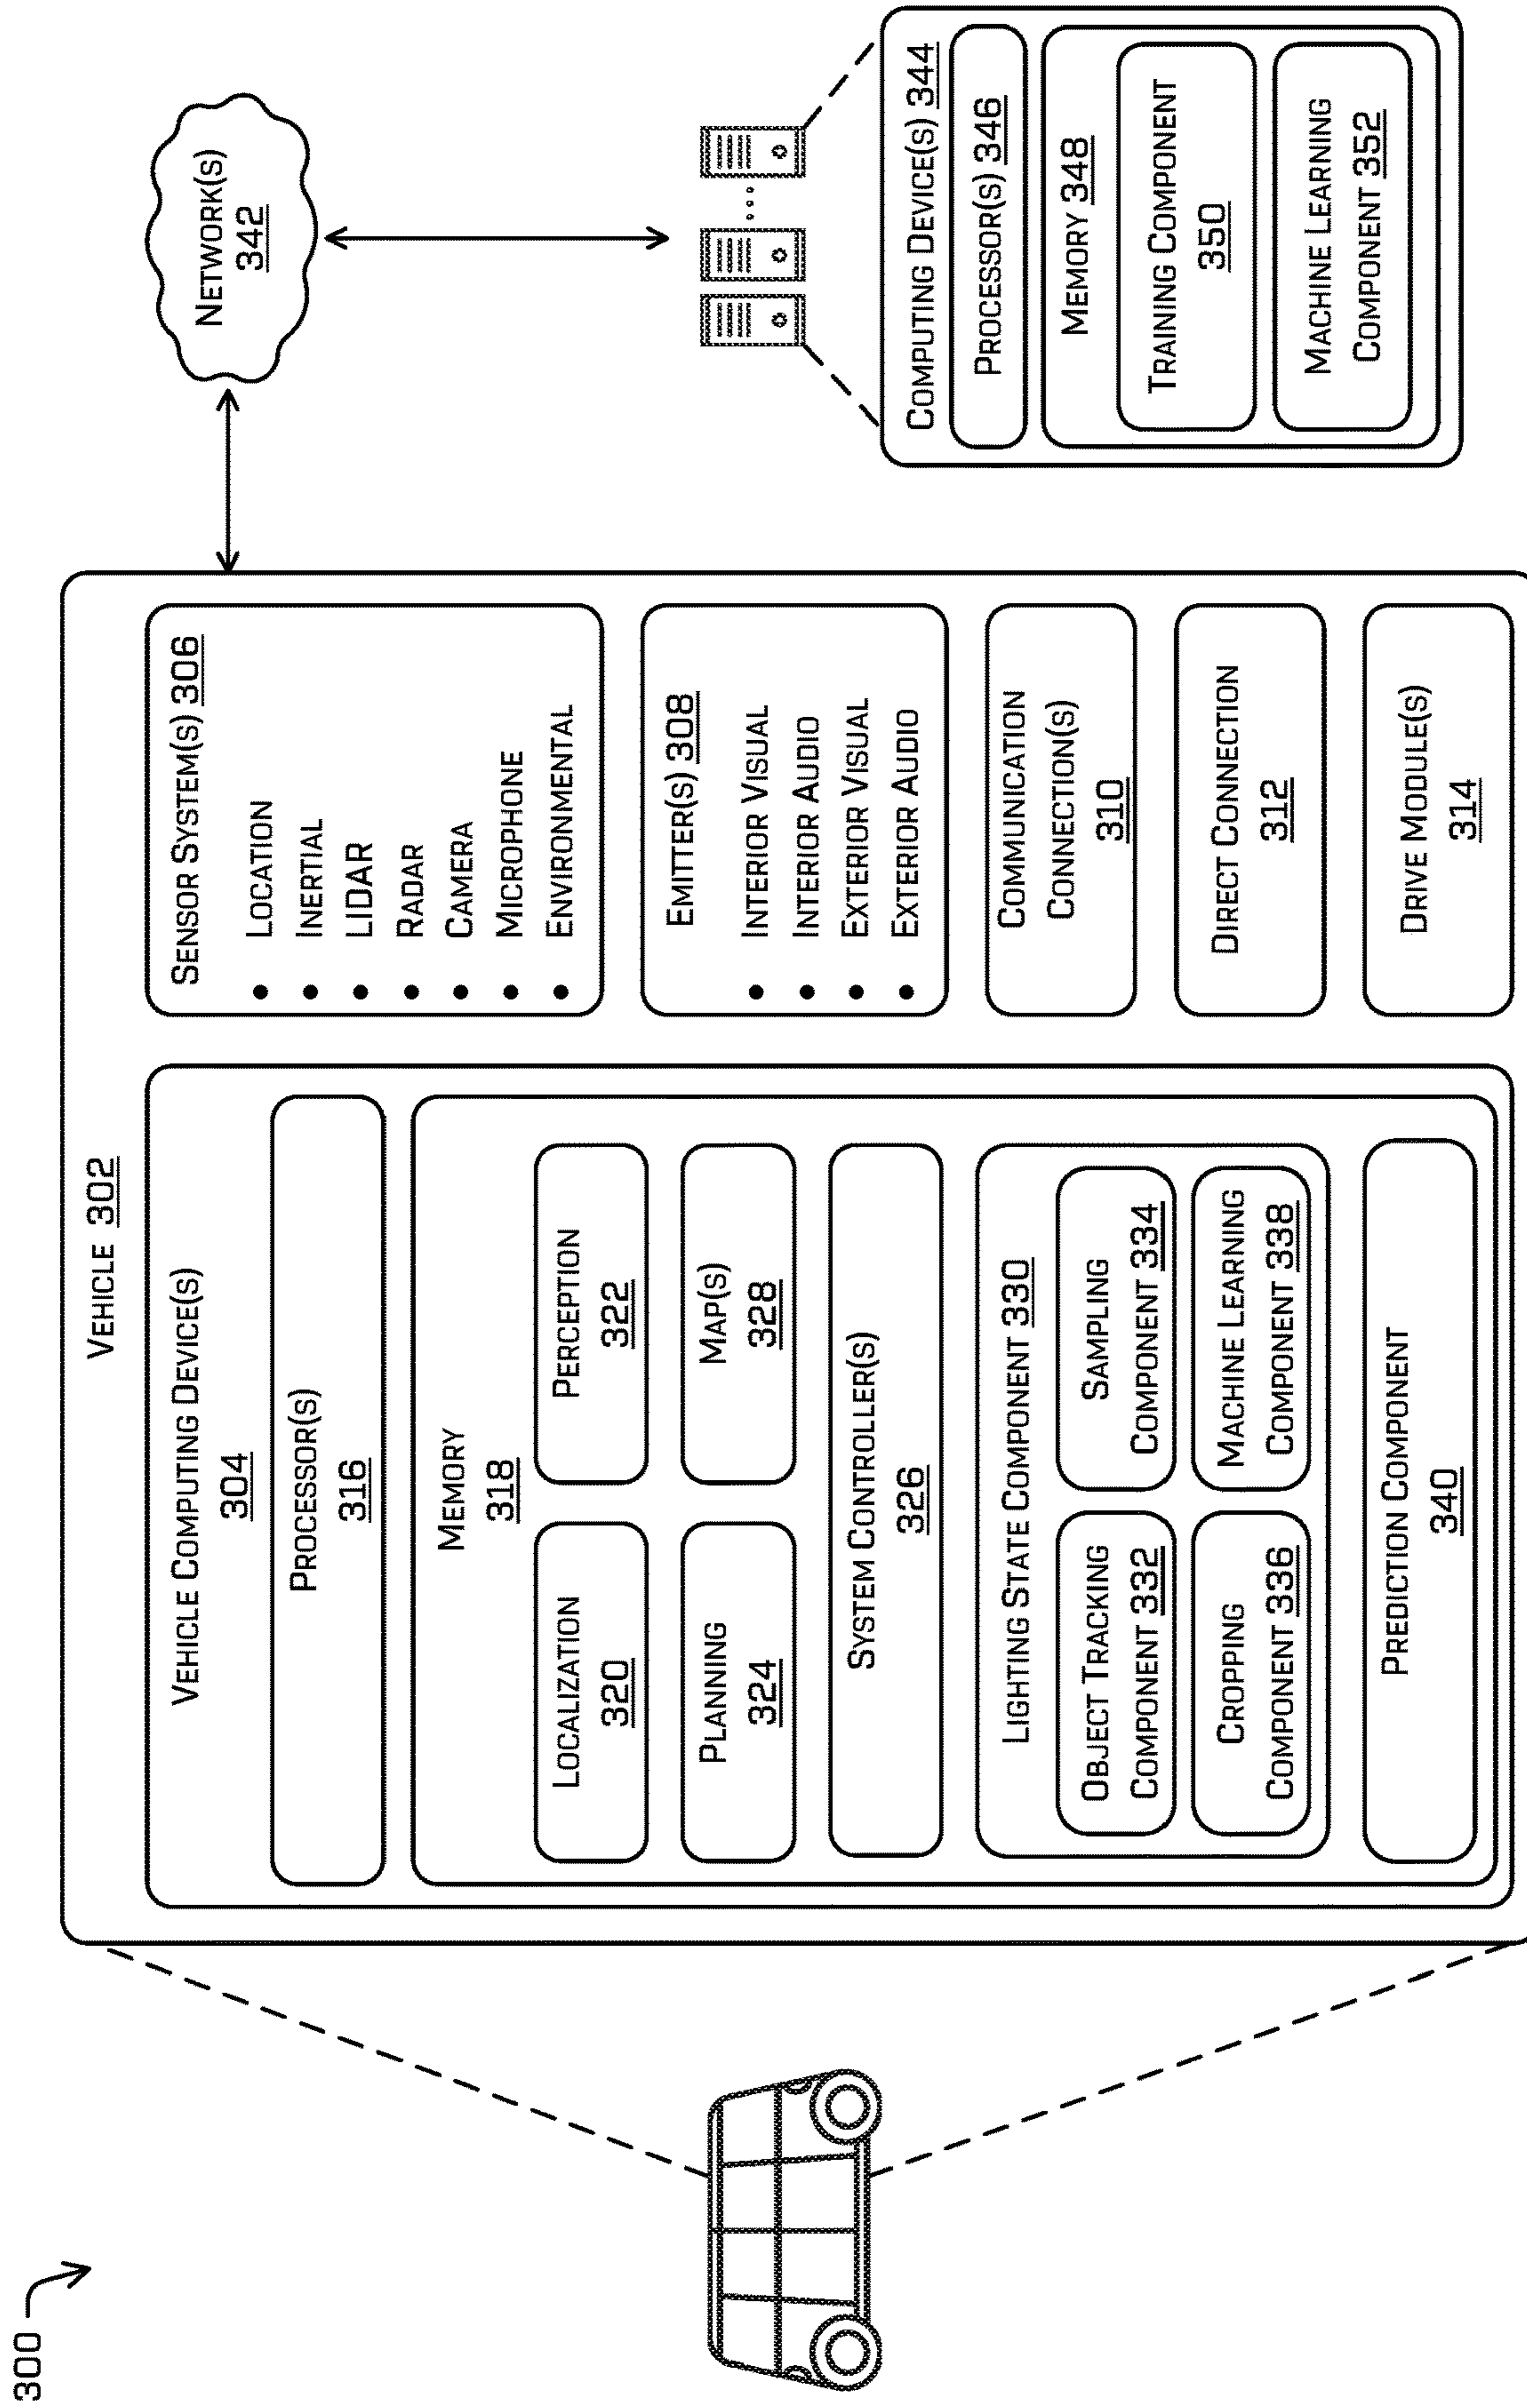 300
VEHICLE 302
VEHICLE COMPUTING DEVICE(S)
304
PROCESSOR(S)
316
MEMORY
318
LOCALIZATION
320
PERCEPTION
322
PLANNING
324
MAP(S)
328
SYSTEM CONTROLLER(S)
326
LIGHTING STATE COMPONENT 330
OBJECT TRACKING
COMPONENT 332
SAMPLING
COMPONENT 334
CROPPING
COMPONENT 336
MACHINE LEARNING
COMPONENT 338
PREDICTION COMPONENT
340
SENSOR SYSTEM(S) 306
• LOCATION
• INERTIAL
• LIDAR
• RADAR
• CAMERA
• MICROPHONE
• ENVIRONMENTAL
EMITTER(S) 308
• INTERIOR VISUAL
• INTERIOR AUDIO
• EXTERIOR VISUAL
• EXTERIOR AUDIO
COMMUNICATION
CONNECTION(S)
310
DIRECT CONNECTION
312
DRIVE MODULE(S)
314
NETWORK(S)
342
COMPUTING DEVICE(S) 344
PROCESSOR(S) 346
MEMORY 348
TRAINING COMPONENT
350
MACHINE LEARNING
COMPONENT 352